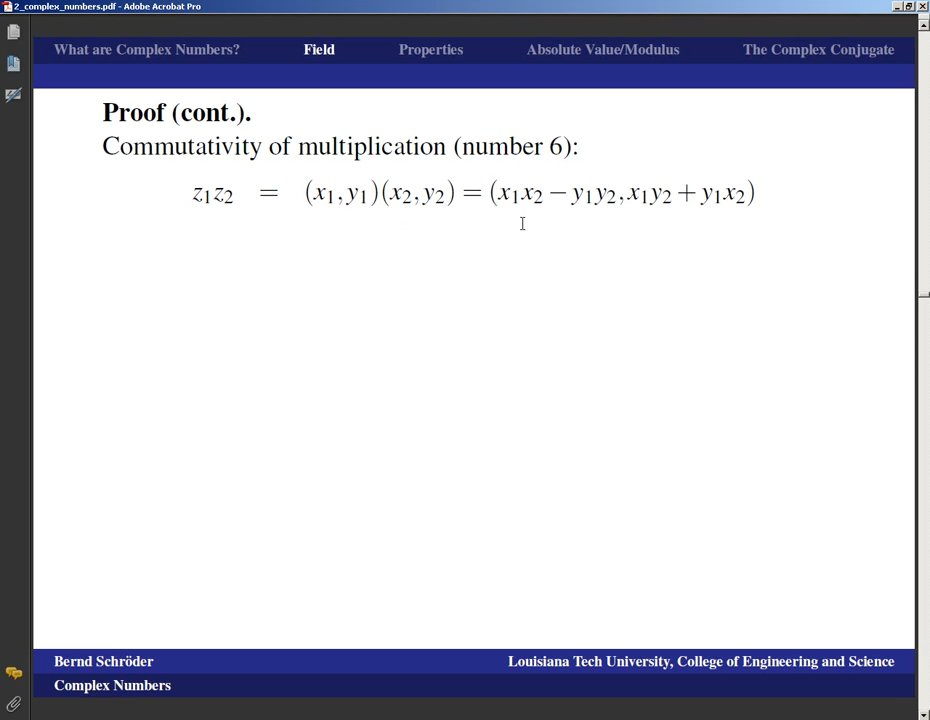 2_complex_numbers.pdf - Adobe Acrobat Pro
What are Complex Numbers? Field Properties Absolute Value/Modulus The Complex Conjugate
Proof (cont.).
Commutativity of multiplication (number 6):
z₁z₂ = (x₁, y₁)(x₂, y₂) = (x₁x₂ − y₁y₂, x₁y₂ + y₁x₂)
Bernd Schröder Louisiana Tech University, College of Engineering and Science
Complex Numbers